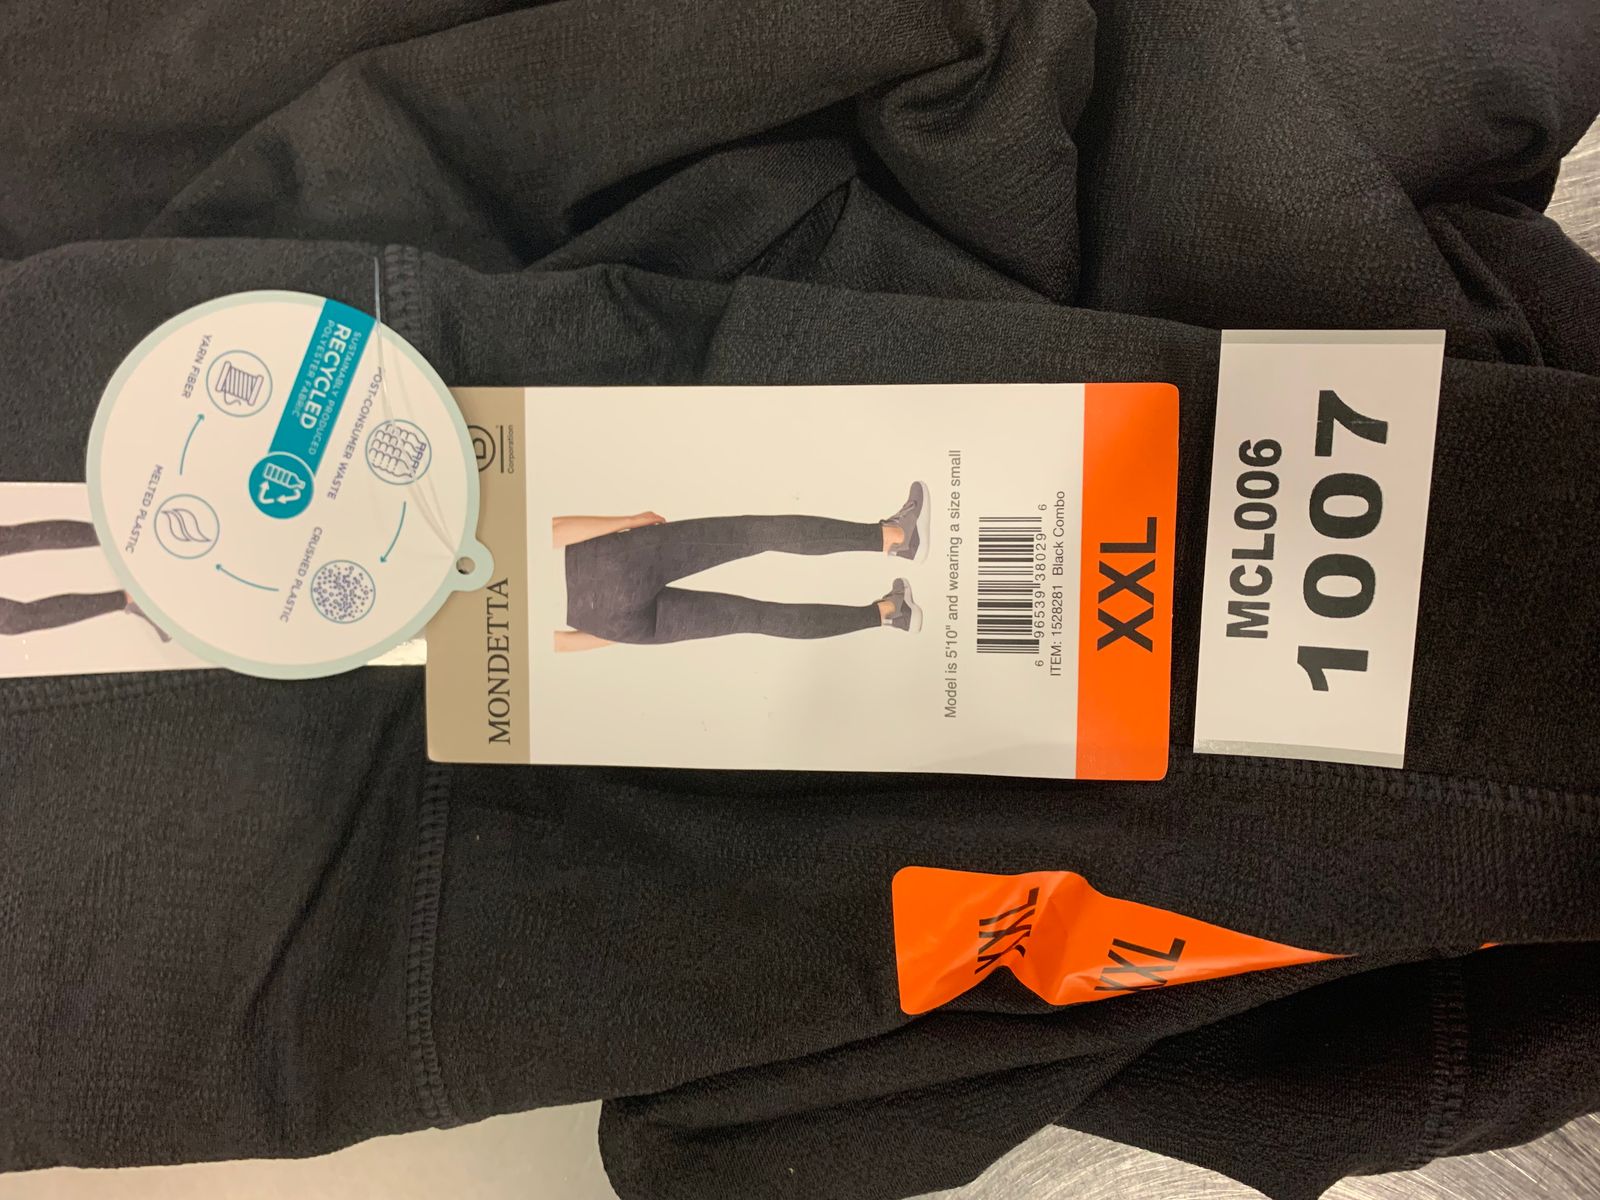 SUSTAINABLY PRODUCED
RECYCLED
POLYESTER FABRIC
POST-CONSUMER WASTE
CRUSHED PLASTIC
MELTED PLASTIC
YARN FIBER
B
Corporation
MONDETTA
Model is 5'10" and wearing a size small
6 96539 38029 6
ITEM: 1528281 Black Combo
XXL
MCL006
1007
XXL
XXL